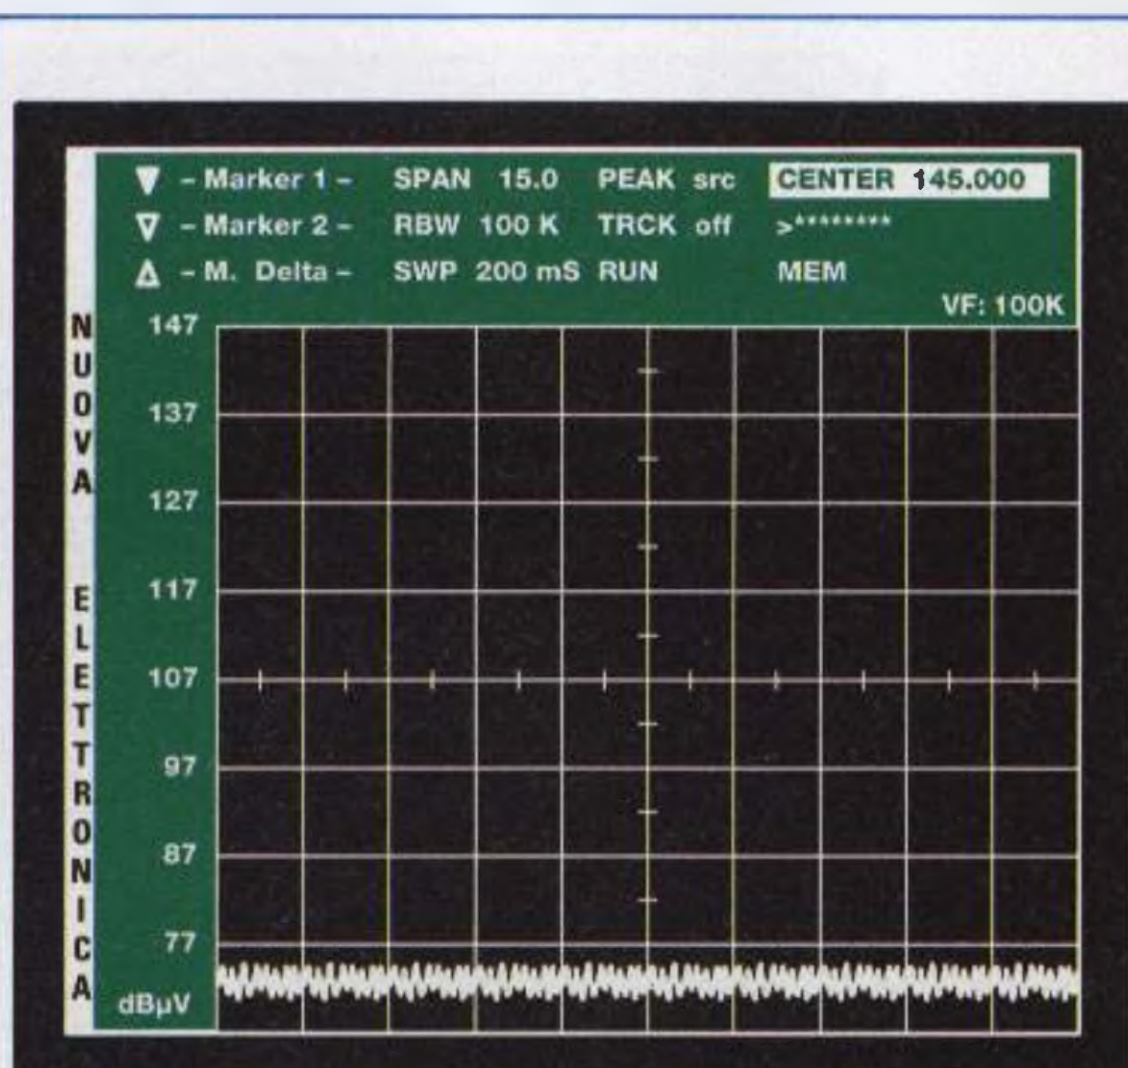 ▼ - Marker 1 - SPAN 15.0 PEAK src CENTER 145.000
▽ - Marker 2 - RBW 100 K TRCK off >********
△ - M. Delta - SWP 200 mS RUN MEM
VF: 100K
147
137
127
117
107
97
87
77
dBµV
NUOVA ELETTRONICA